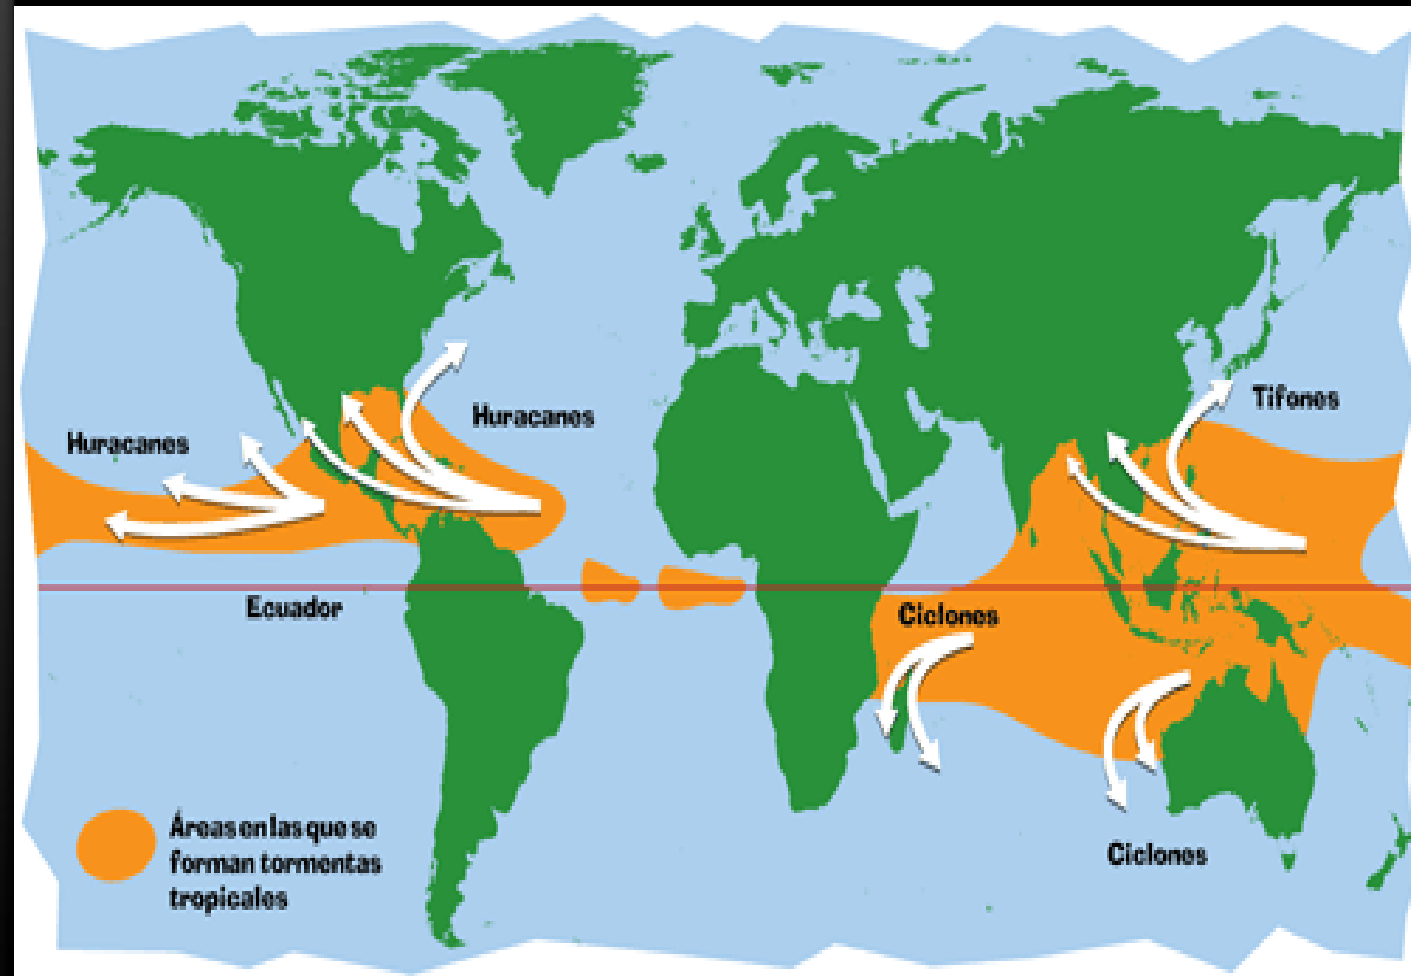 Tifones
Huracanes
Huracanes
Ecuador
Ciclones
Áreas en las que se
forman tormentas
tropicales
Ciclones